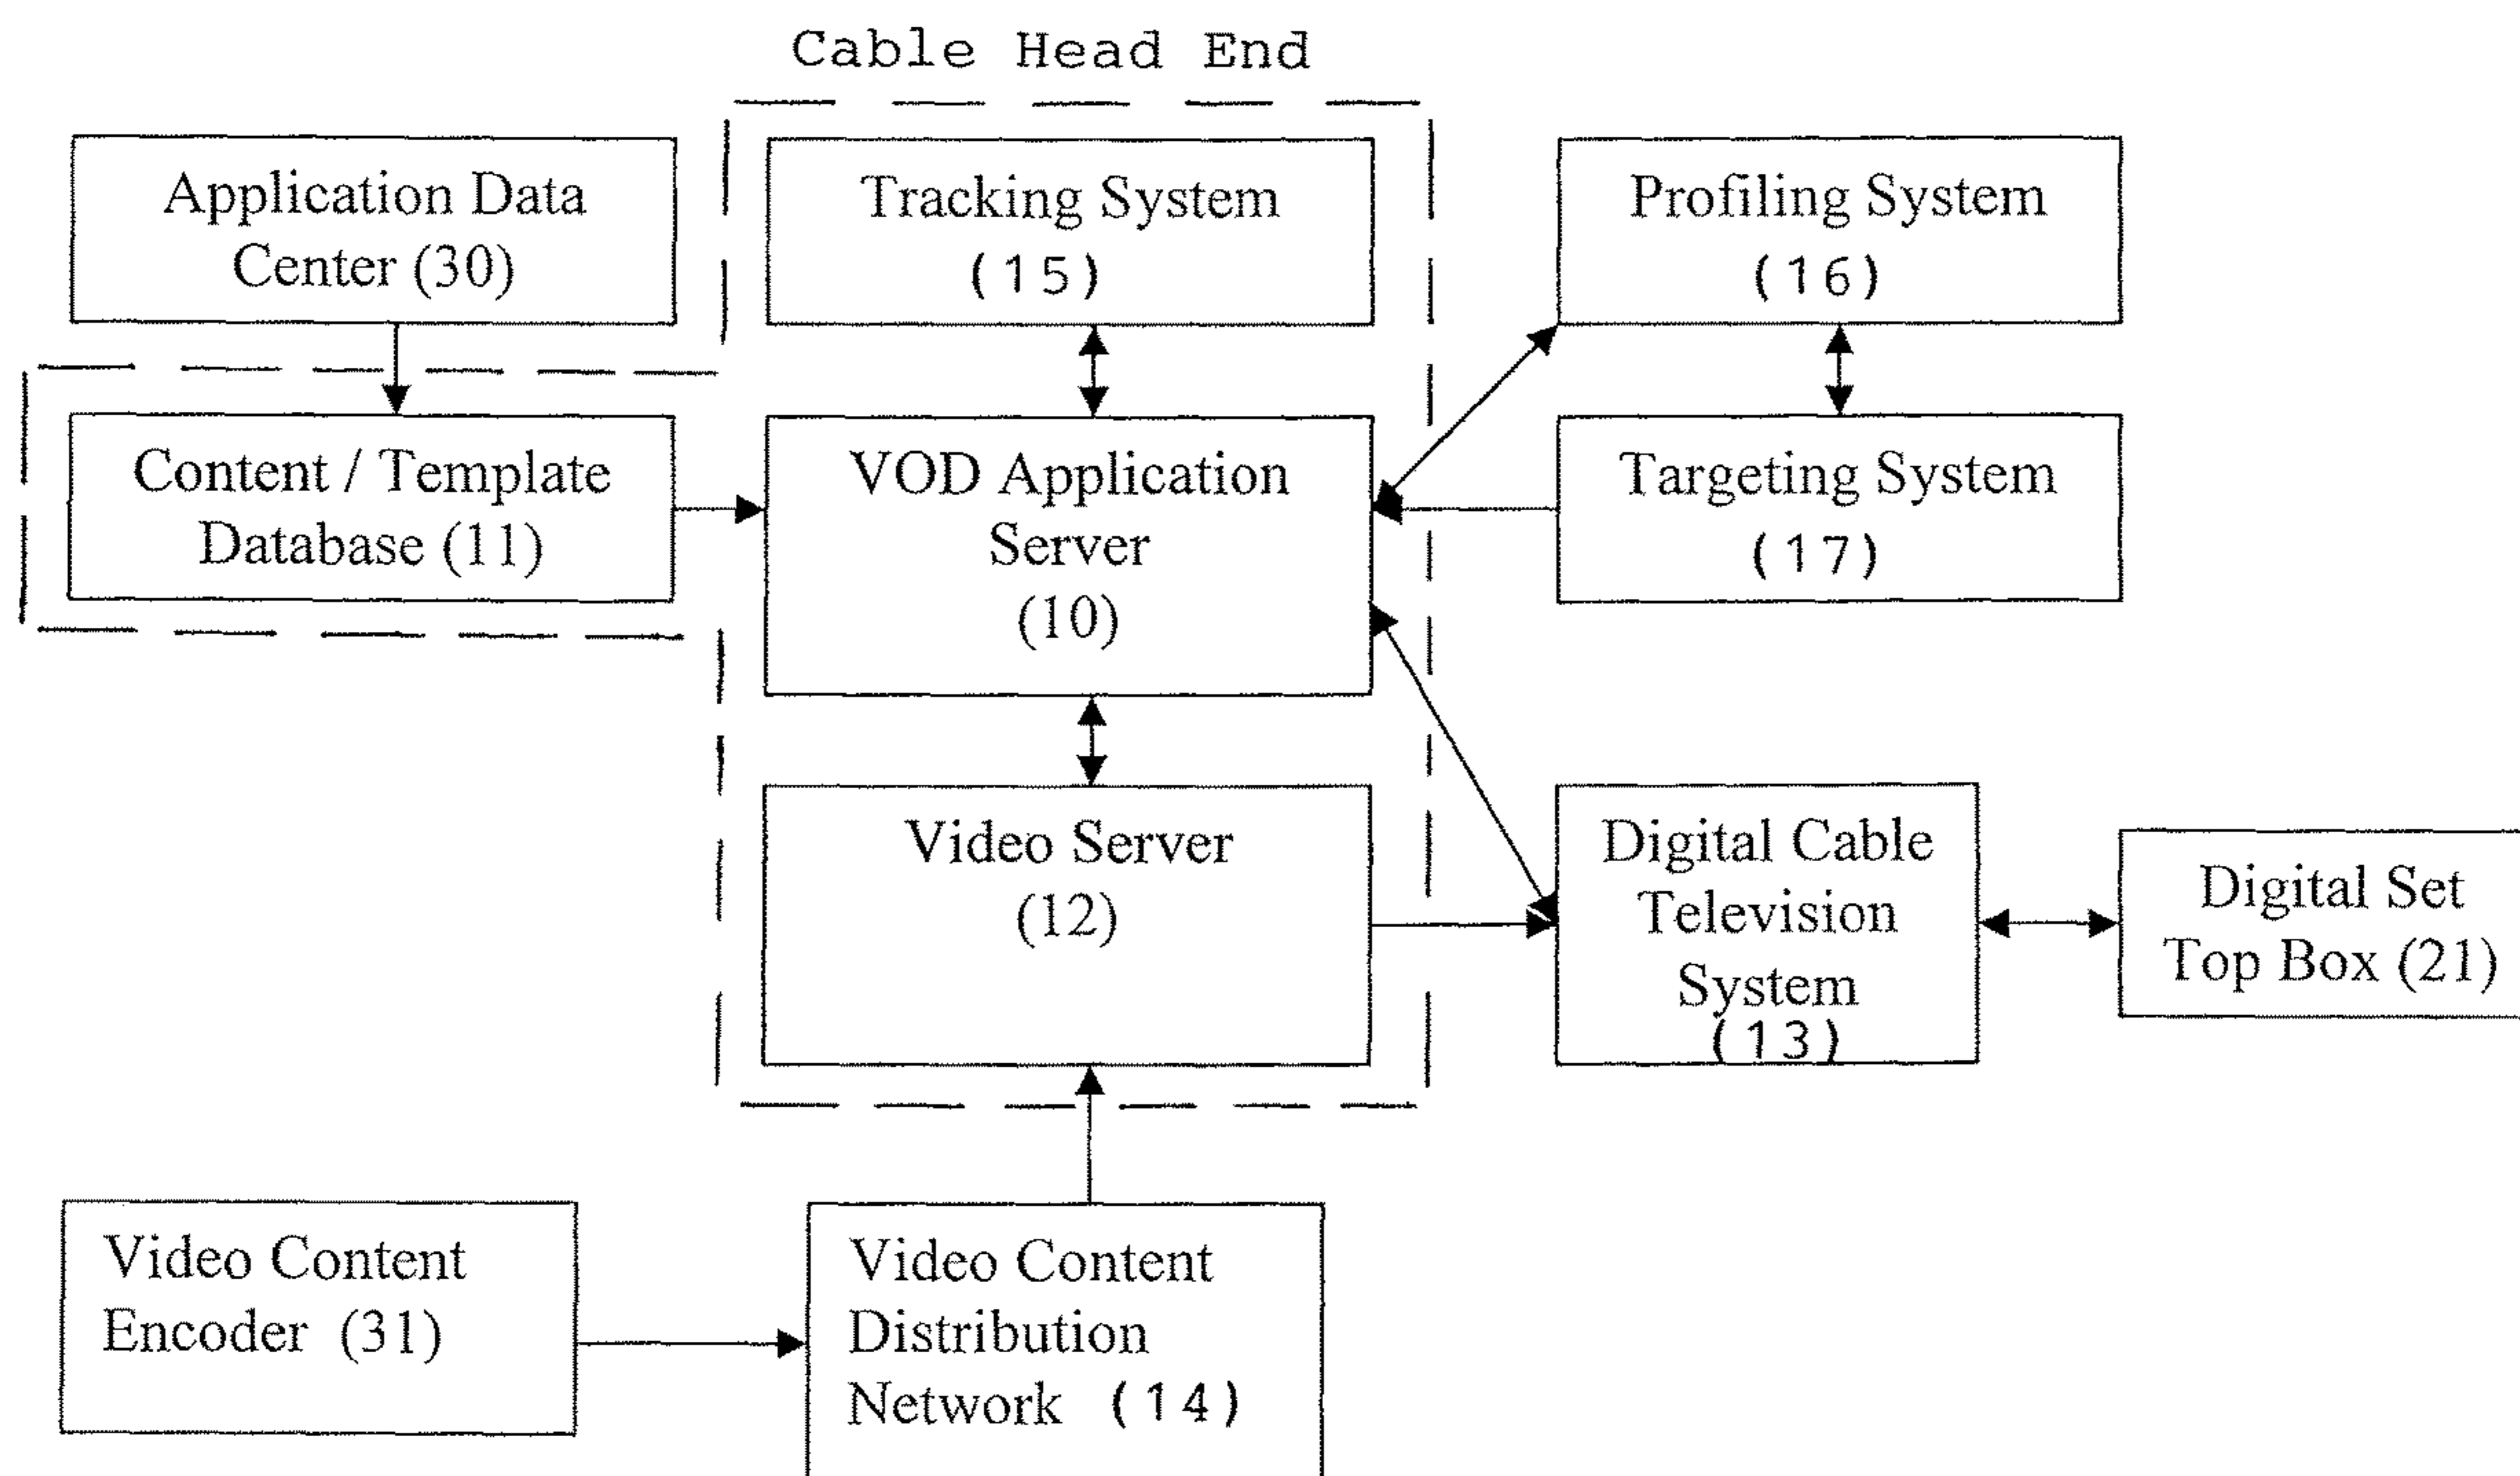 Cable Head End
Application Data
Center (30)
Tracking System
(15)
Profiling System
(16)
Content / Template
Database (11)
VOD Application
Server
(10)
Targeting System
(17)
Video Server
(12)
Digital Cable
Television
System
(13)
Digital Set
Top Box (21)
Video Content
Encoder (31)
Video Content
Distribution
Network (14)